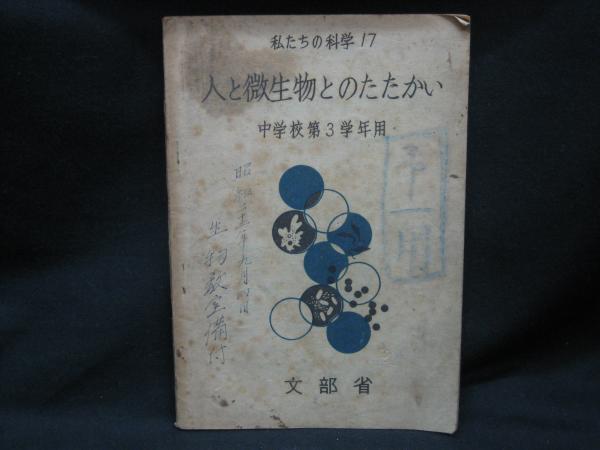 私たちの科学 17
人と微生物とのたたかい
中学校第3学年用
生物教室備付
文部省